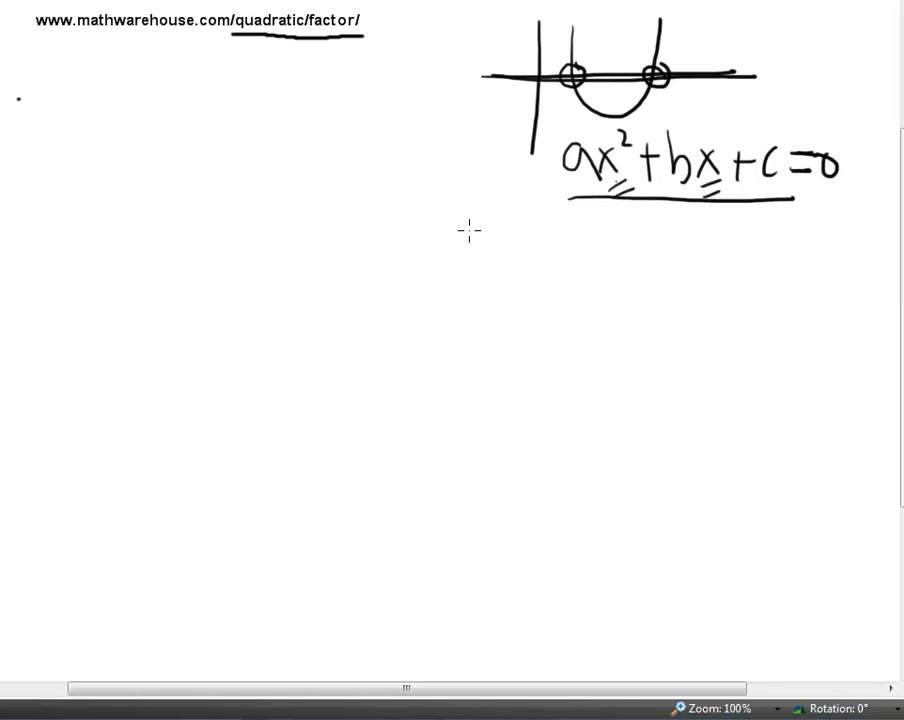 www.mathwarehouse.com/quadratic/factor/
ax²+bx+c=0
Zoom: 100%
Rotation: 0°